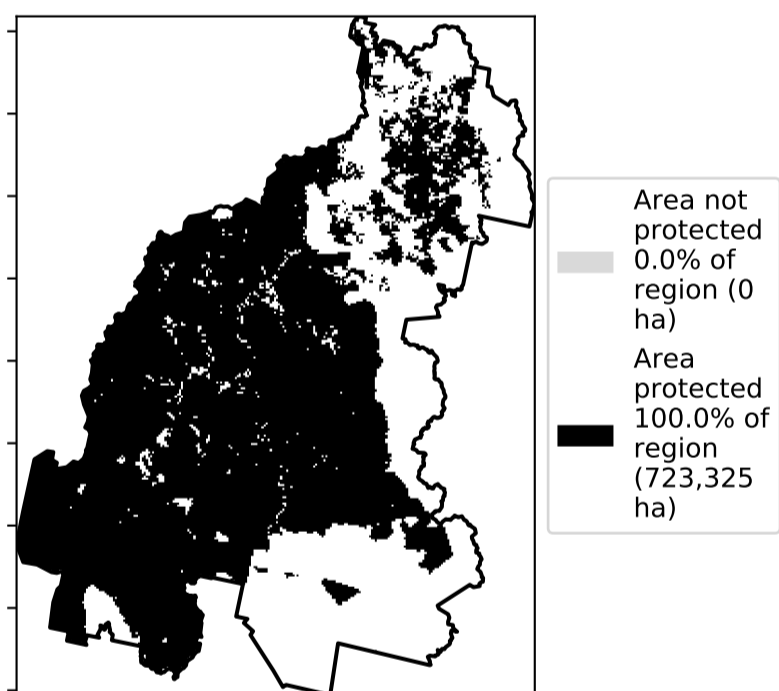 Area not
protected
0.0% of
region (0
ha)
Area
protected
100.0% of
region
(723,325
ha)